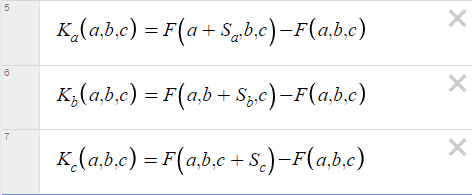 5
K_a(a,b,c) = F(a + S_a,b,c) − F(a,b,c)
6
K_b(a,b,c) = F(a,b + S_b,c) − F(a,b,c)
7
K_c(a,b,c) = F(a,b,c + S_c) − F(a,b,c)